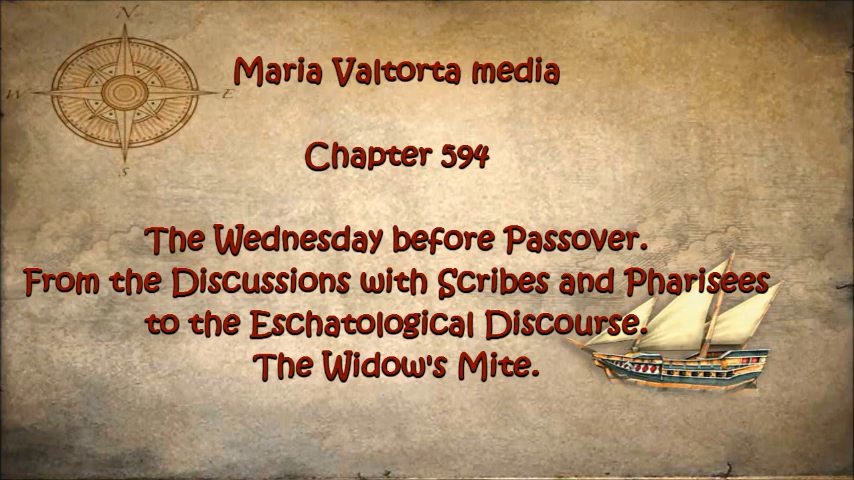 N
W
E
S
Maria Valtorta media
Chapter 594
The Wednesday before Passover.
From the Discussions with Scribes and Pharisees
to the Eschatological Discourse.
The Widow's Mite.